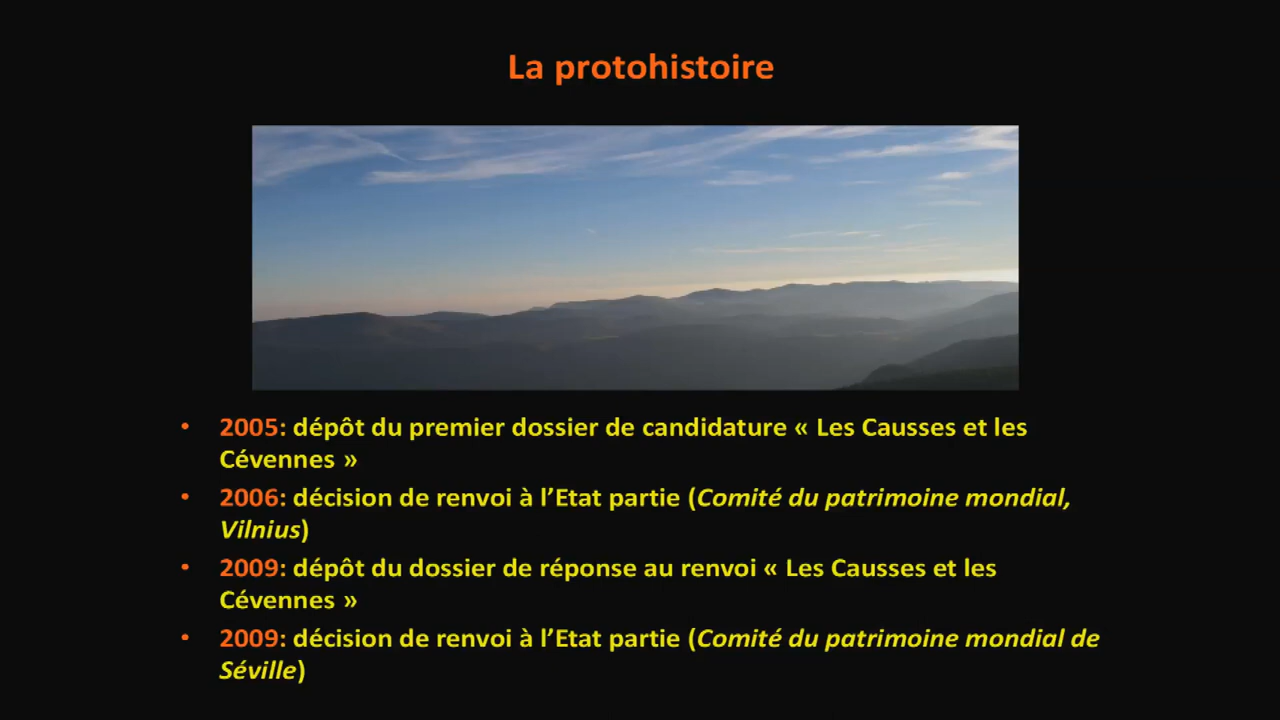 La protohistoire
• 2005: dépôt du premier dossier de candidature « Les Causses et les
Cévennes »
• 2006: décision de renvoi à l’Etat partie (Comité du patrimoine mondial,
Vilnius)
• 2009: dépôt du dossier de réponse au renvoi « Les Causses et les
Cévennes »
• 2009: décision de renvoi à l’Etat partie (Comité du patrimoine mondial de
Séville)